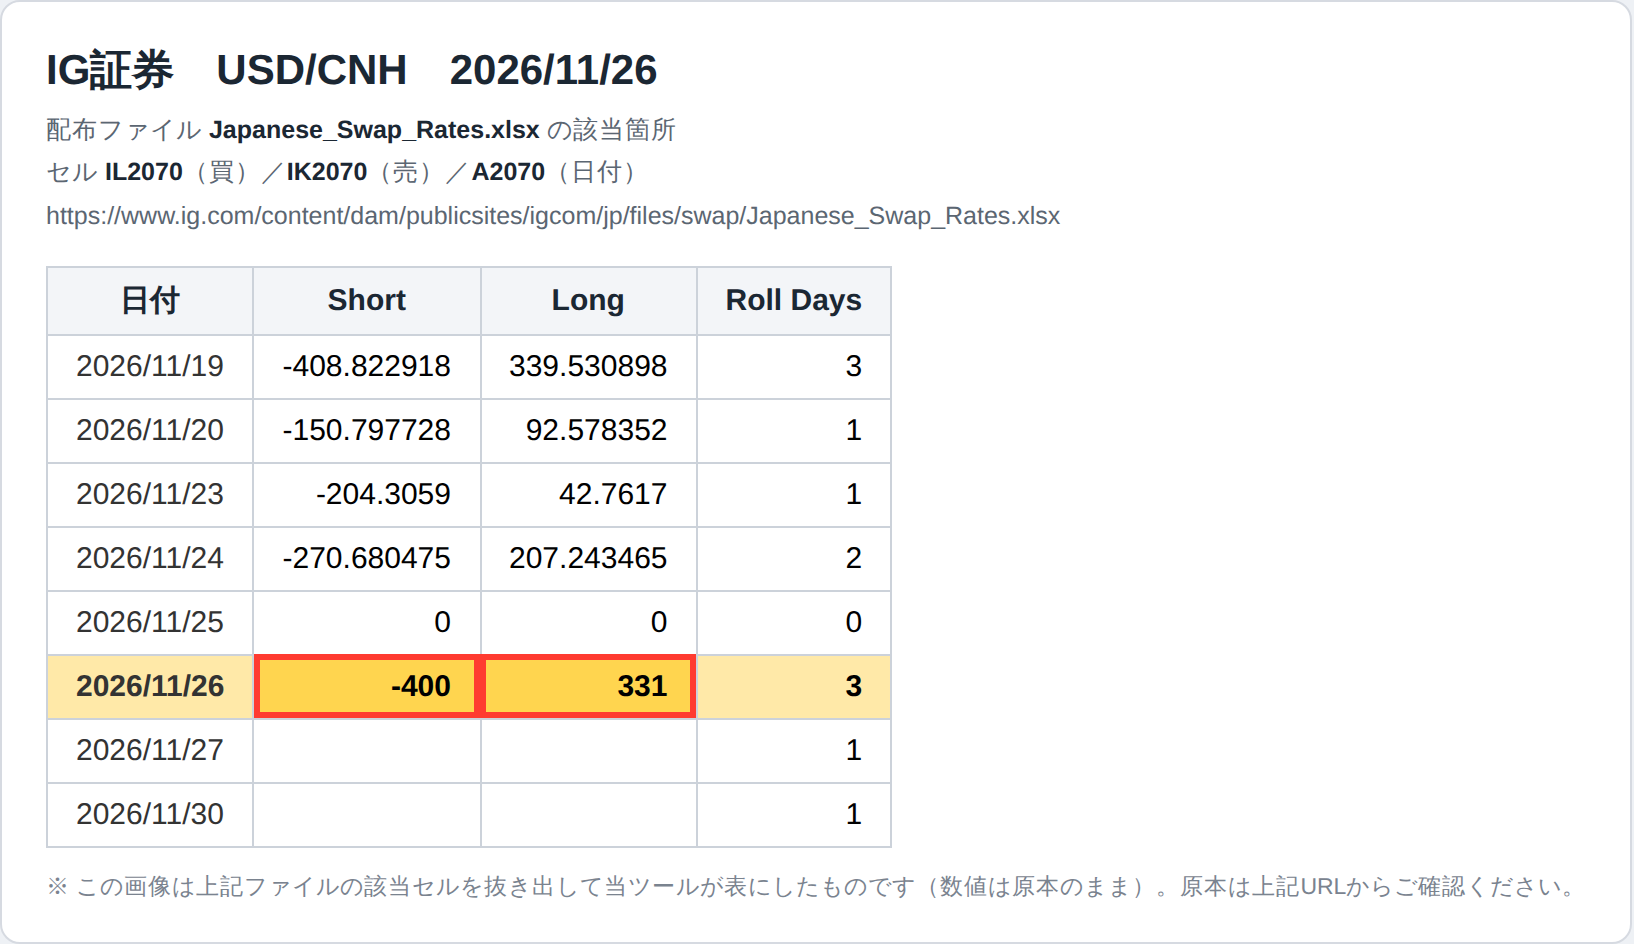 IG証券　USD/CNH　2026/11/26
配布ファイル Japanese_Swap_Rates.xlsx の該当箇所
セル IL2070（買）／IK2070（売）／A2070（日付）
https://www.ig.com/content/dam/publicsites/igcom/jp/files/swap/Japanese_Swap_Rates.xlsx
日付 Short Long Roll Days
2026/11/19 -408.822918 339.530898 3
2026/11/20 -150.797728 92.578352 1
2026/11/23 -204.3059 42.7617 1
2026/11/24 -270.680475 207.243465 2
2026/11/25 0 0 0
2026/11/26 -400 331 3
2026/11/27 1
2026/11/30 1
※ この画像は上記ファイルの該当セルを抜き出して当ツールが表にしたものです（数値は原本のまま）。原本は上記URLからご確認ください。